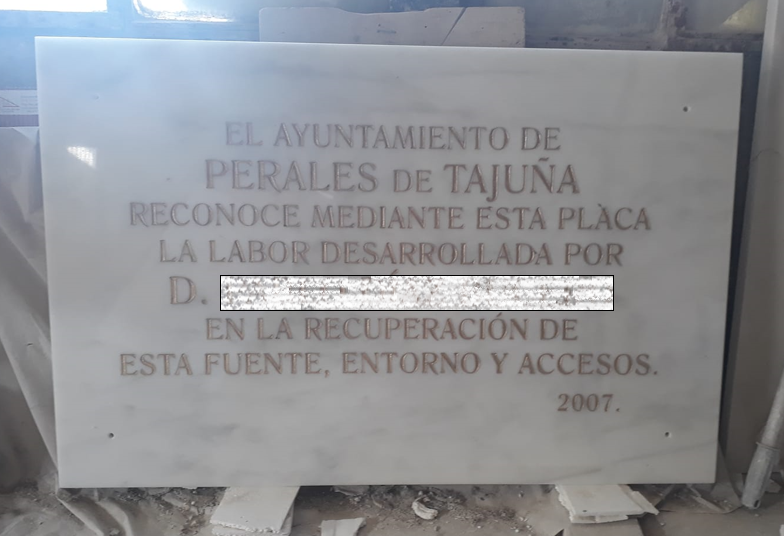 EL AYUNTAMIENTO DE
PERALES DE TAJUÑA
RECONOCE MEDIANTE ESTA PLACA
LA LABOR DESARROLLADA POR
D.
EN LA RECUPERACIÓN DE
ESTA FUENTE, ENTORNO Y ACCESOS.
2007.